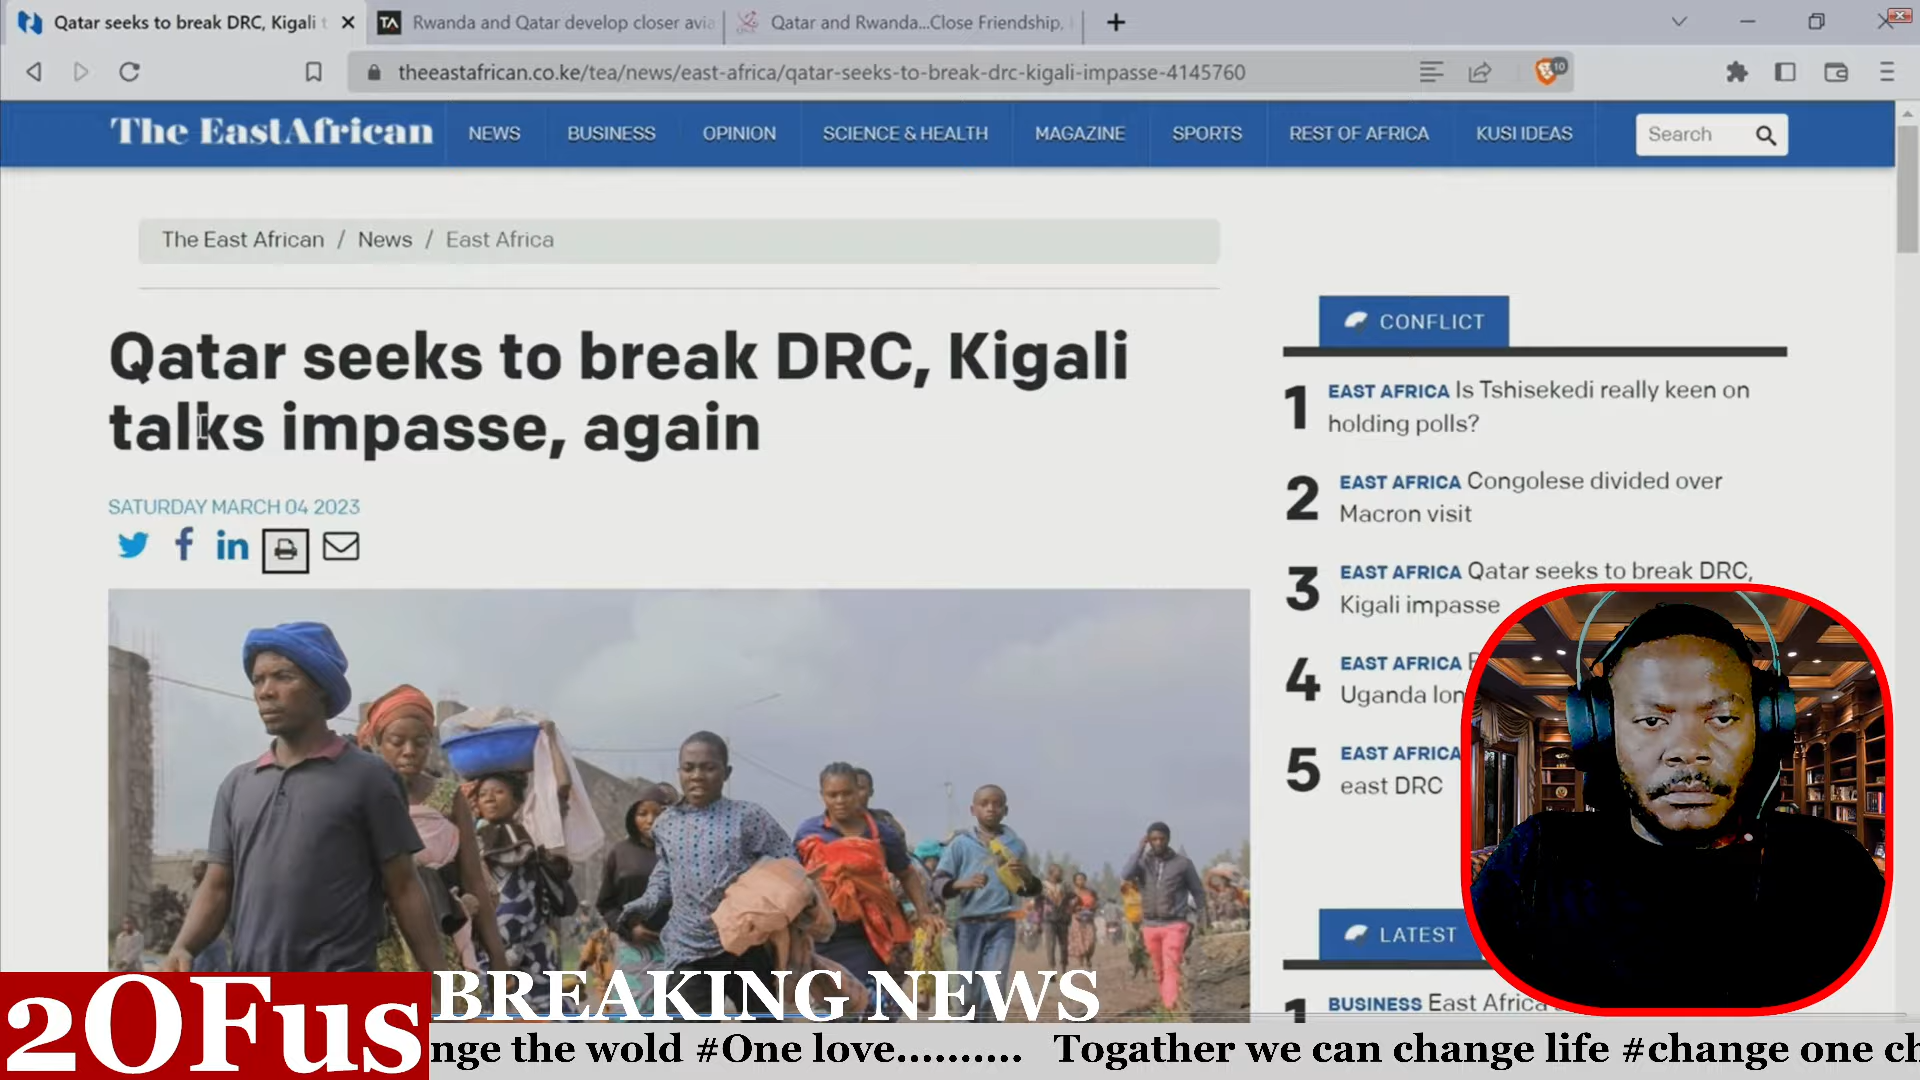 Qatar seeks to break DRC, Kigali t
Rwanda and Qatar develop closer avia
Qatar and Rwanda...Close Friendship,
theeastafrican.co.ke/tea/news/east-africa/qatar-seeks-to-break-drc-kigali-impasse-4145760
10
The EastAfrican
NEWS
BUSINESS
OPINION
SCIENCE & HEALTH
MAGAZINE
SPORTS
REST OF AFRICA
KUSI IDEAS
Search
The East African / News / East Africa
Qatar seeks to break DRC, Kigali
talks impasse, again
SATURDAY MARCH 04 2023
CONFLICT
1 EAST AFRICA Is Tshisekedi really keen on
holding polls?
2 EAST AFRICA Congolese divided over
Macron visit
3 EAST AFRICA Qatar seeks to break DRC,
Kigali impasse
4 EAST AFRICA
Uganda lon
5 EAST AFRICA
east DRC
LATEST
1 BUSINESS East Africa
2OFus
BREAKING NEWS
nge the wold #One love.......... Togather we can change life #change one ch